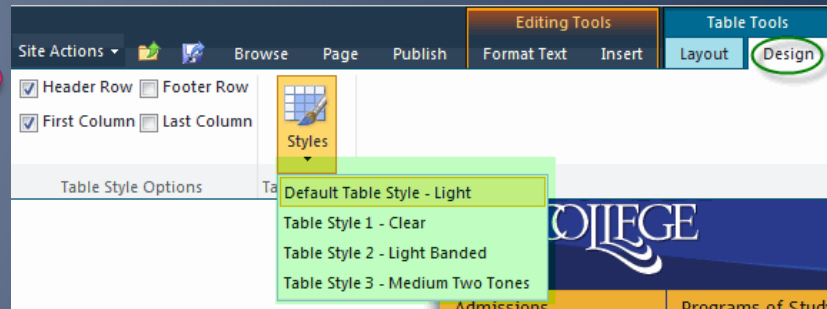 Editing Tools Table Tools
Site Actions Browse Page Publish Format Text Insert Layout Design
Header Row Footer Row
First Column Last Column
Styles
Table Style Options
Default Table Style - Light
Table Style 1 - Clear
Table Style 2 - Light Banded
Table Style 3 - Medium Two Tones
Admissions Programs of